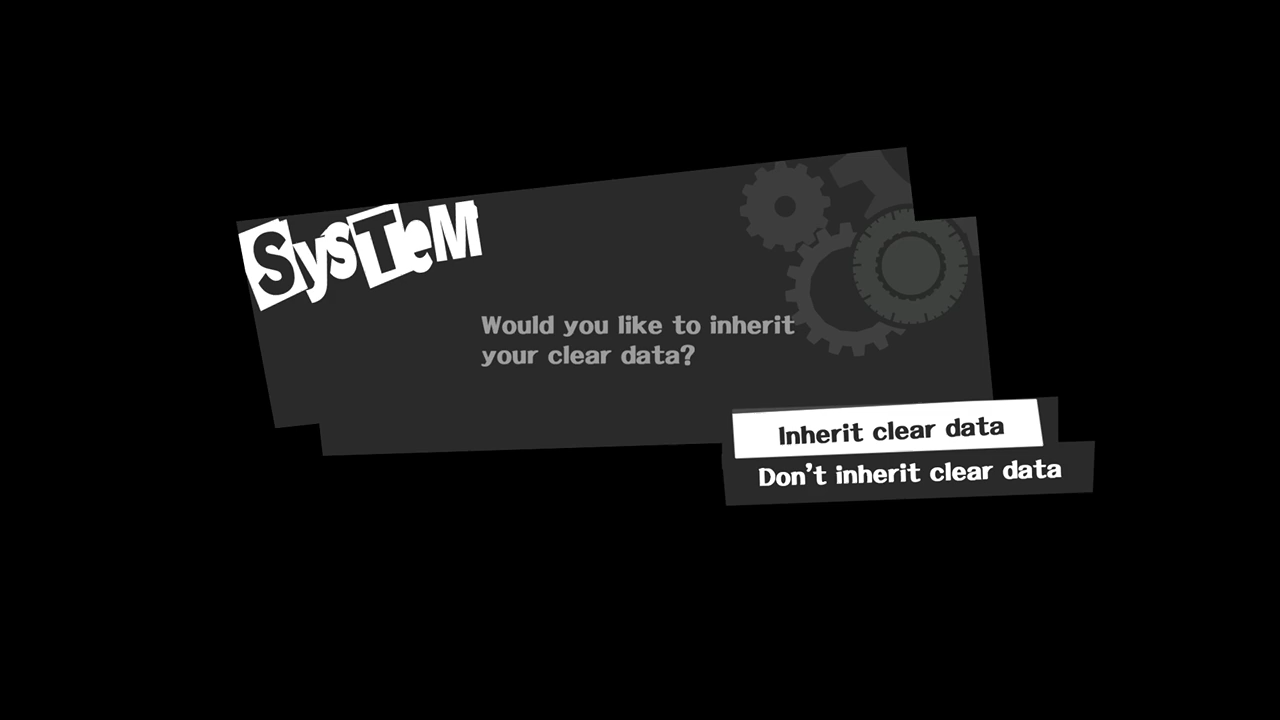 SysTeM
Would you like to inherit
your clear data?
Inherit clear data
Don't inherit clear data